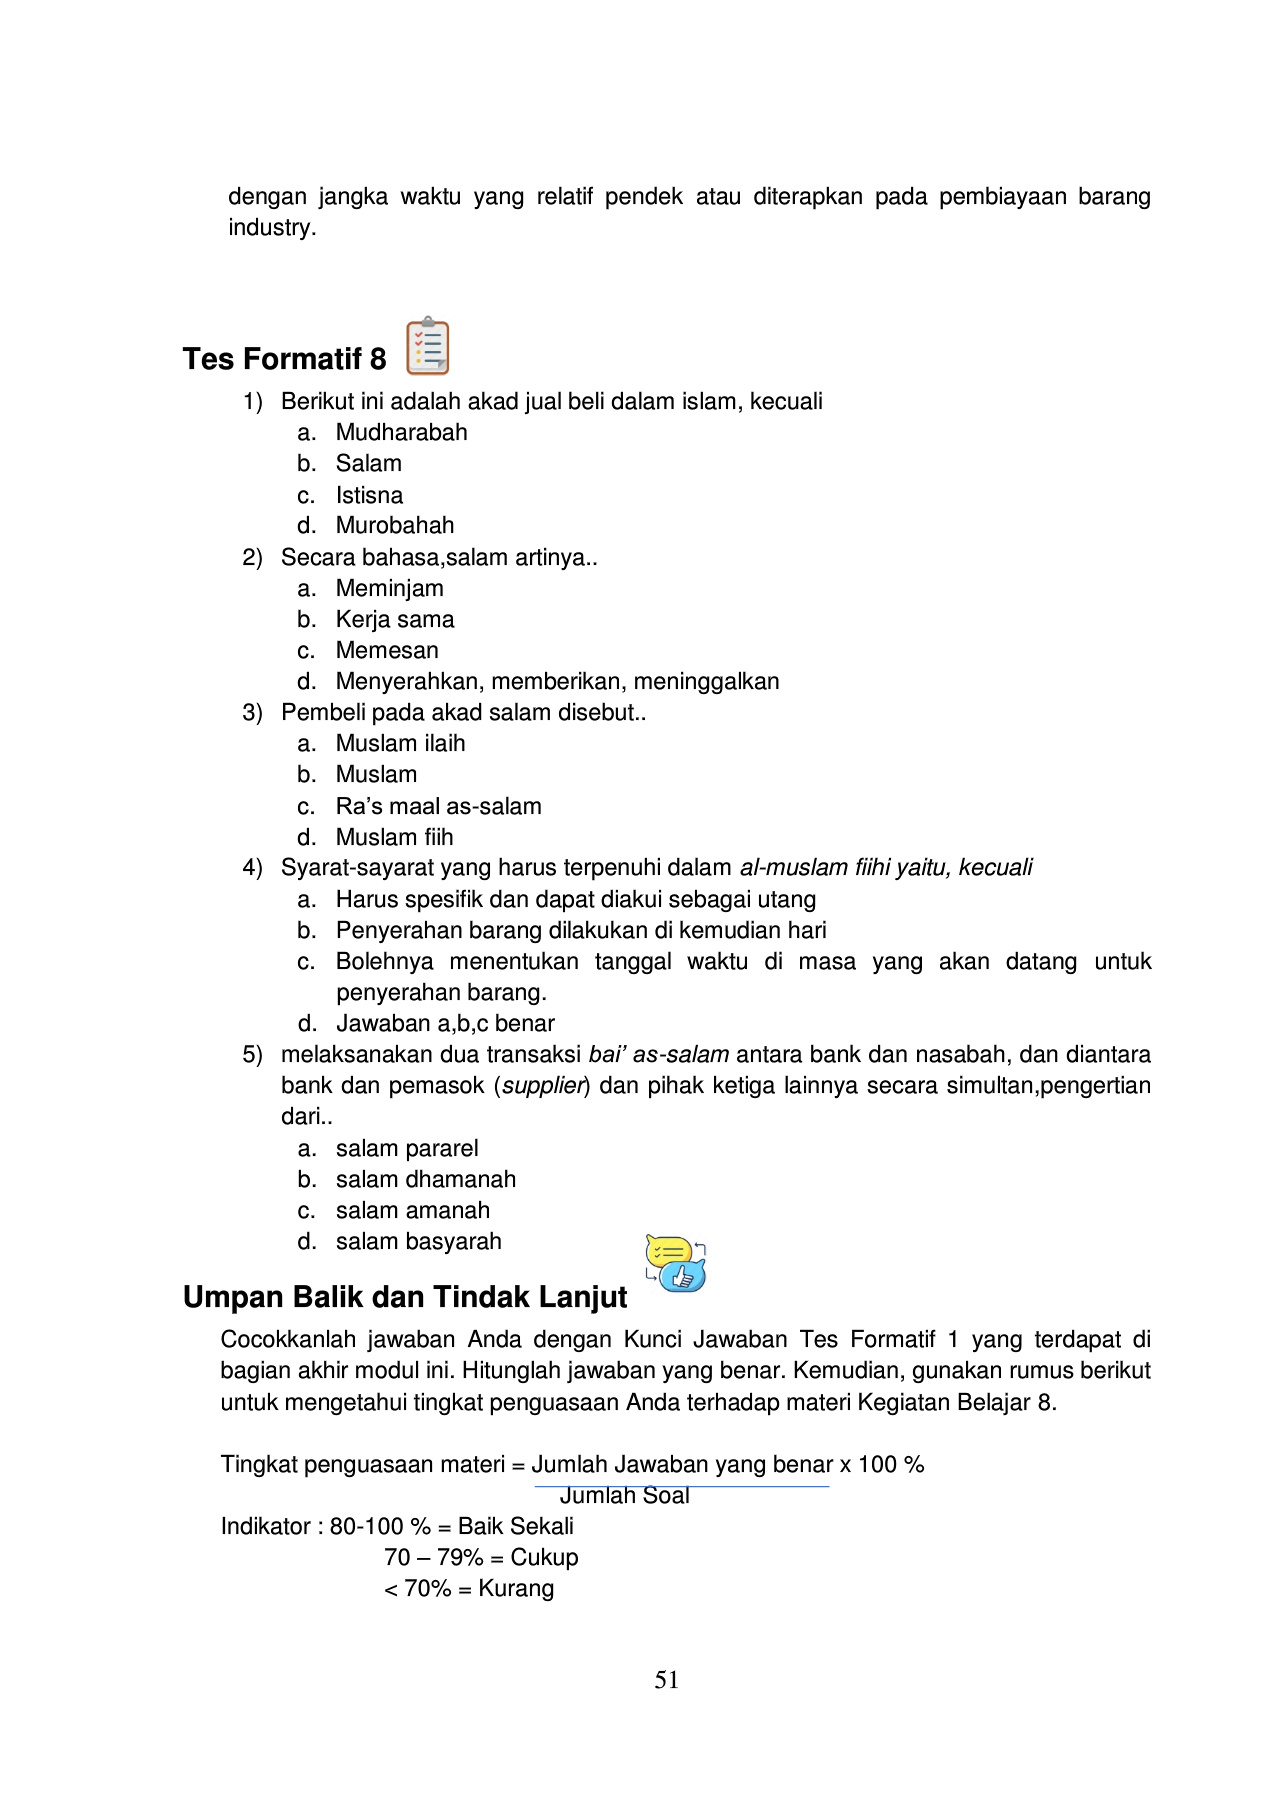 dengan jangka waktu yang relatif pendek atau diterapkan pada pembiayaan barang
industry.
Tes Formatif 8
1) Berikut ini adalah akad jual beli dalam islam, kecuali
a. Mudharabah
b. Salam
c. Istisna
d. Murobahah
2) Secara bahasa,salam artinya..
a. Meminjam
b. Kerja sama
c. Memesan
d. Menyerahkan, memberikan, meninggalkan
3) Pembeli pada akad salam disebut..
a. Muslam ilaih
b. Muslam
c. Ra’s maal as-salam
d. Muslam fiih
4) Syarat-sayarat yang harus terpenuhi dalam al-muslam fiihi yaitu, kecuali
a. Harus spesifik dan dapat diakui sebagai utang
b. Penyerahan barang dilakukan di kemudian hari
c. Bolehnya menentukan tanggal waktu di masa yang akan datang untuk
penyerahan barang.
d. Jawaban a,b,c benar
5) melaksanakan dua transaksi bai’ as-salam antara bank dan nasabah, dan diantara
bank dan pemasok (supplier) dan pihak ketiga lainnya secara simultan,pengertian
dari..
a. salam pararel
b. salam dhamanah
c. salam amanah
d. salam basyarah
Umpan Balik dan Tindak Lanjut
Cocokkanlah jawaban Anda dengan Kunci Jawaban Tes Formatif 1 yang terdapat di
bagian akhir modul ini. Hitunglah jawaban yang benar. Kemudian, gunakan rumus berikut
untuk mengetahui tingkat penguasaan Anda terhadap materi Kegiatan Belajar 8.
Tingkat penguasaan materi = Jumlah Jawaban yang benar x 100 %
Jumlah Soal
Indikator : 80-100 % = Baik Sekali
70 – 79% = Cukup
< 70% = Kurang
51